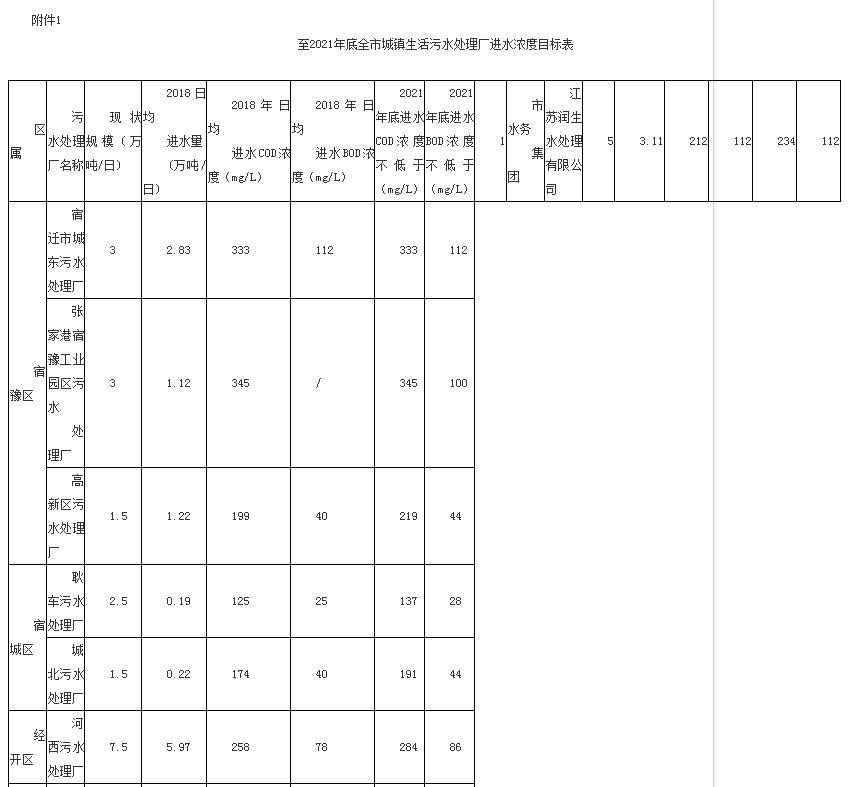 附件1
至2021年底全市城镇生活污水处理厂进水浓度目标表
区
属
污
水处理
厂名称
现状
规模（万
吨/日）
2018日
均
进水量
（万吨/
日）
2018年日
均
进水COD浓
度（mg/L）
2018年日
均
进水BOD浓
度（mg/L）
2021
年底进水
COD浓度
不低于
（mg/L）
2021
年底进水
BOD浓度
不低于
（mg/L）
1
市
水务
集
团
江
苏润生
水处理
有限公
司
5
3.11
212
112
234
112
宿
豫区
宿
迁市城
东污水
处理厂
3
2.83
333
112
333
112
张
家港宿
豫工业
园区污
水
处
理厂
3
1.12
345
/
345
100
高
新区污
水处理
厂
1.5
1.22
199
40
219
44
宿
城区
耿
车污水
处理厂
2.5
0.19
125
25
137
28
城
北污水
处理厂
1.5
0.22
174
40
191
44
经
开区
河
西污水
处理厂
7.5
5.97
258
78
284
86